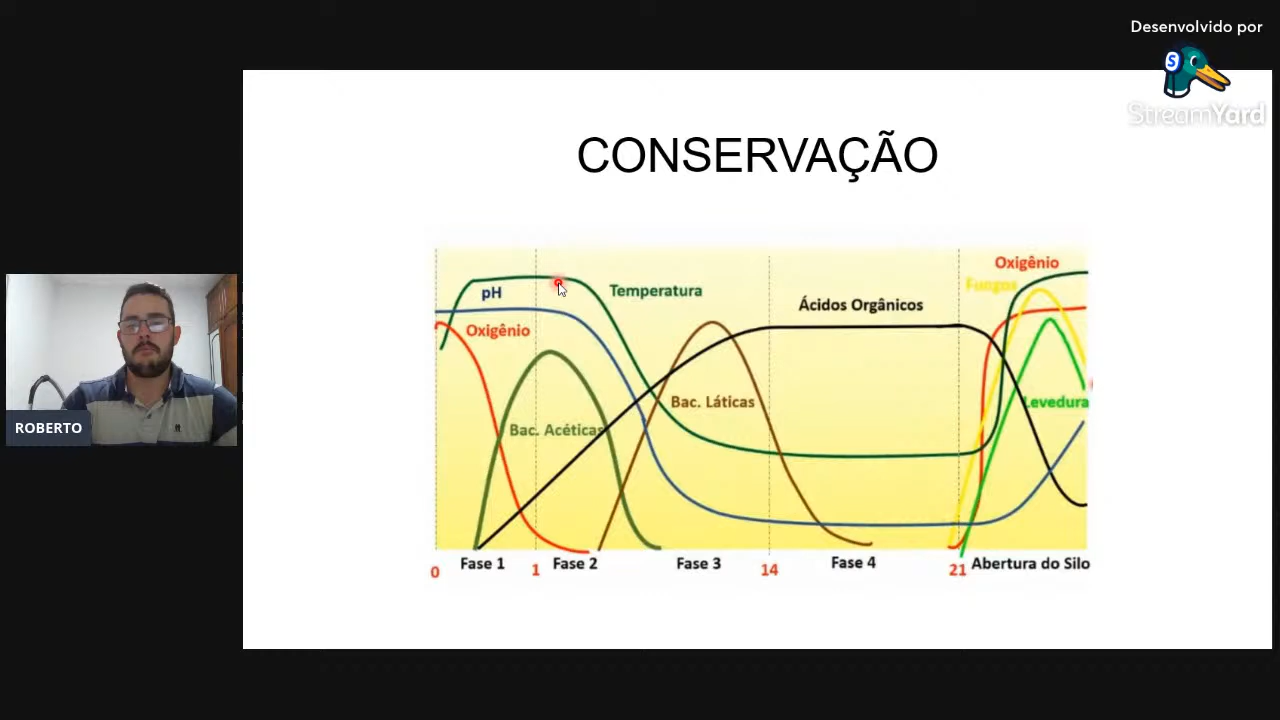 Desenvolvido por
S
StreamYard
CONSERVAÇÃO
Oxigênio
Fungos
pH
Temperatura
Ácidos Orgânicos
Oxigênio
Bac. Láticas
Levedura
Bac. Acéticas
ROBERTO
Fase 1
Fase 2
Fase 3
Fase 4
Abertura do Silo
0
1
14
21